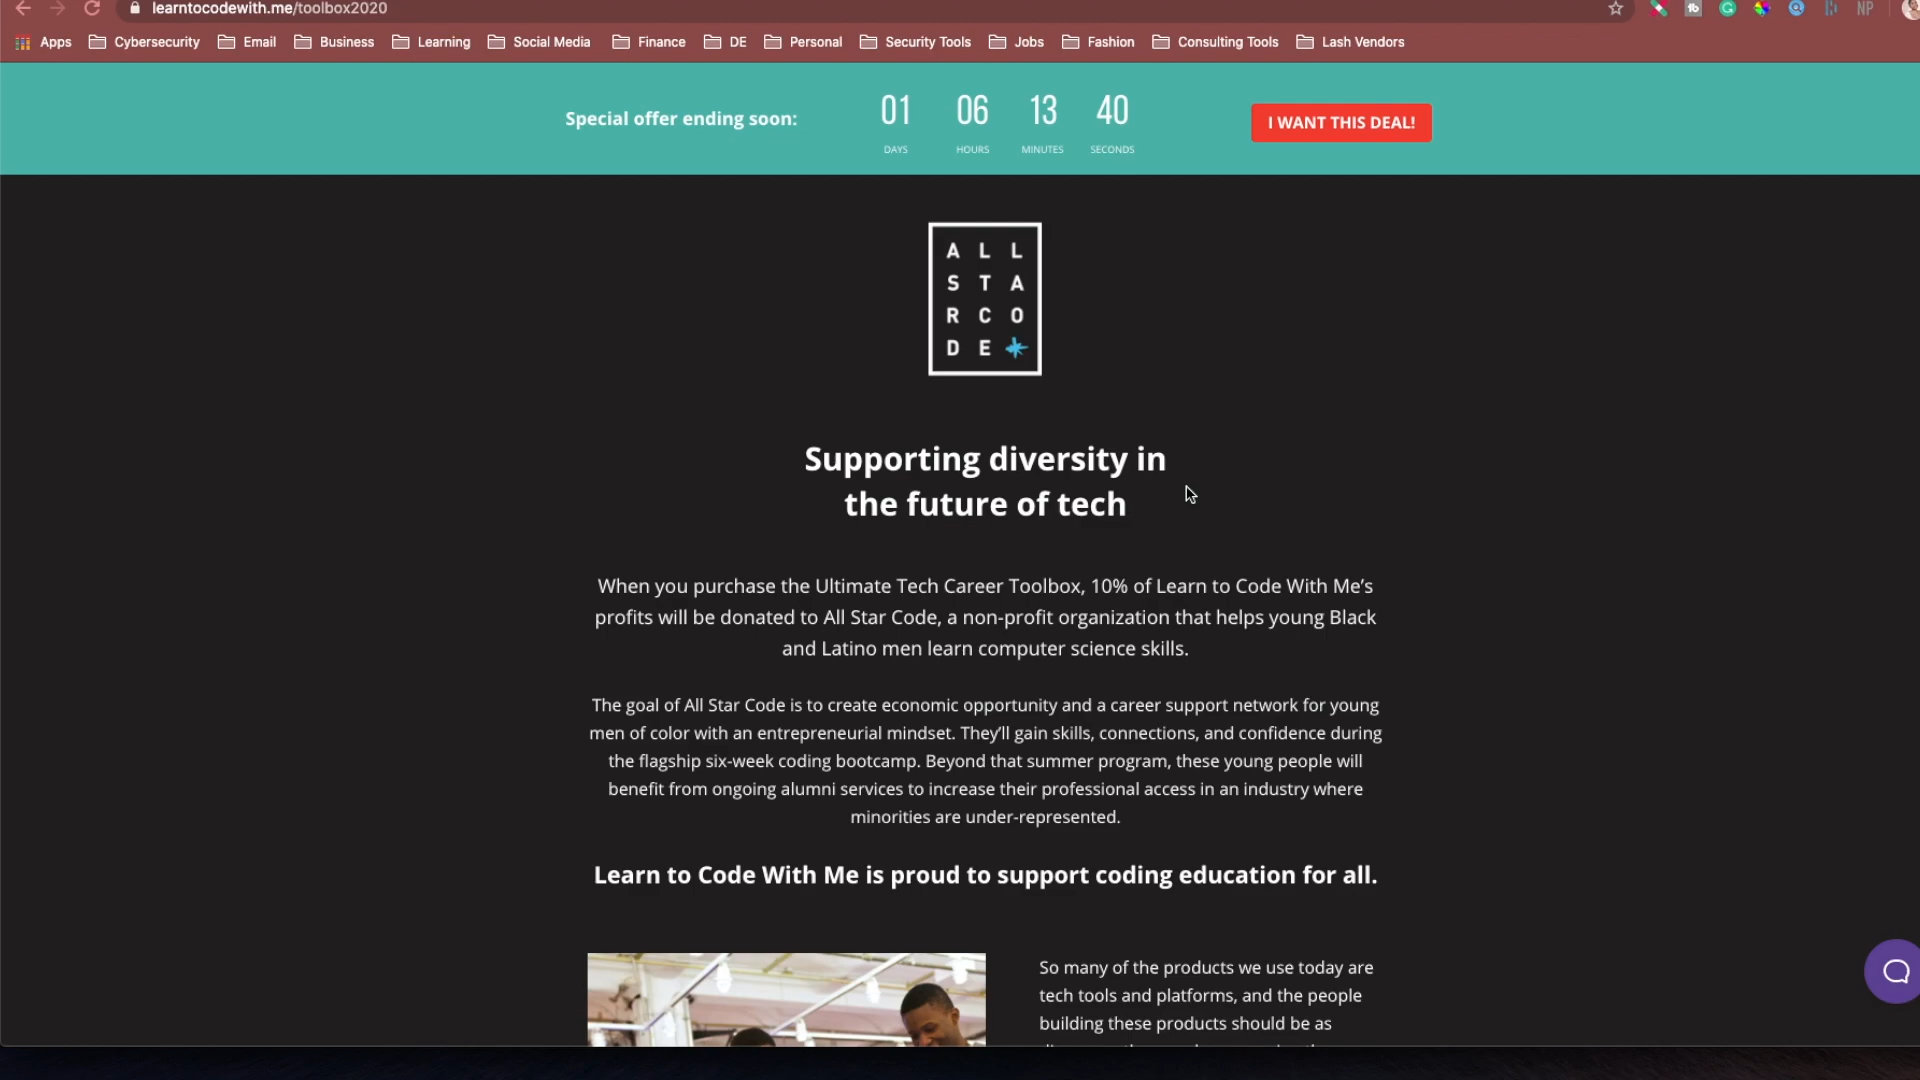 learntocodewith.me/toolbox2020
Apps Cybersecurity Email Business Learning Social Media Finance DE Personal Security Tools Jobs Fashion Consulting Tools Lash Vendors
Special offer ending soon:
01 06 13 40
DAYS HOURS MINUTES SECONDS
I WANT THIS DEAL!
A L L
S T A
R C O
D E
Supporting diversity in
the future of tech
When you purchase the Ultimate Tech Career Toolbox, 10% of Learn to Code With Me’s
profits will be donated to All Star Code, a non-profit organization that helps young Black
and Latino men learn computer science skills.
The goal of All Star Code is to create economic opportunity and a career support network for young
men of color with an entrepreneurial mindset. They’ll gain skills, connections, and confidence during
the flagship six-week coding bootcamp. Beyond that summer program, these young people will
benefit from ongoing alumni services to increase their professional access in an industry where
minorities are under-represented.
Learn to Code With Me is proud to support coding education for all.
So many of the products we use today are
tech tools and platforms, and the people
building these products should be as